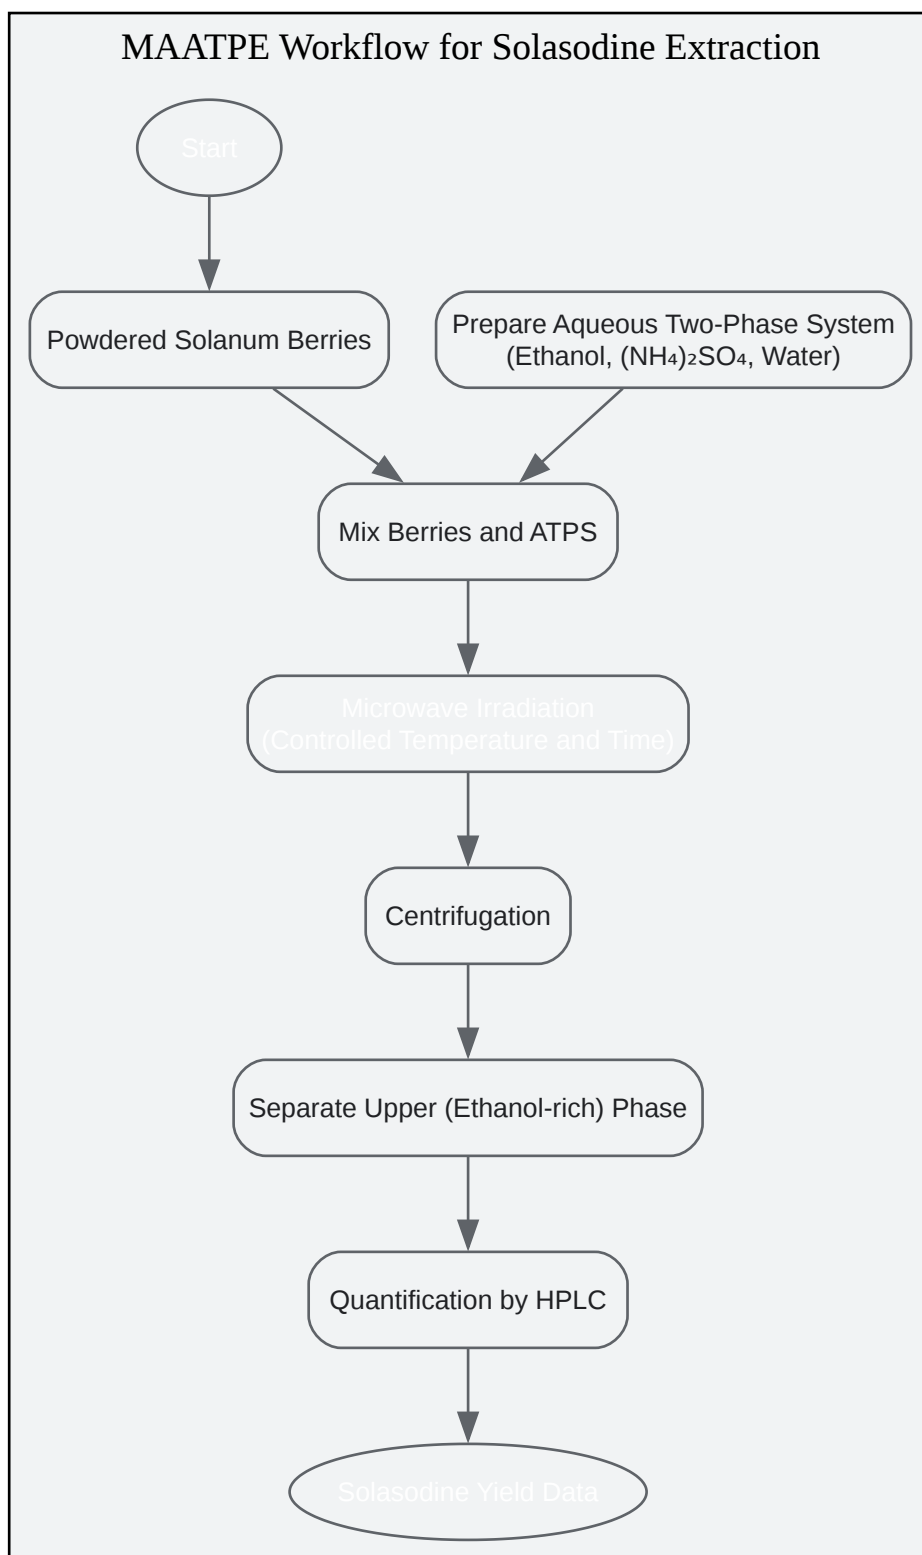 MAATPE Workflow for Solasodine Extraction
Start
Powdered Solanum Berries
Prepare Aqueous Two-Phase System
(Ethanol, (NH₄)₂SO₄, Water)
Mix Berries and ATPS
Microwave Irradiation
(Controlled Temperature and Time)
Centrifugation
Separate Upper (Ethanol-rich) Phase
Quantification by HPLC
Solasodine Yield Data